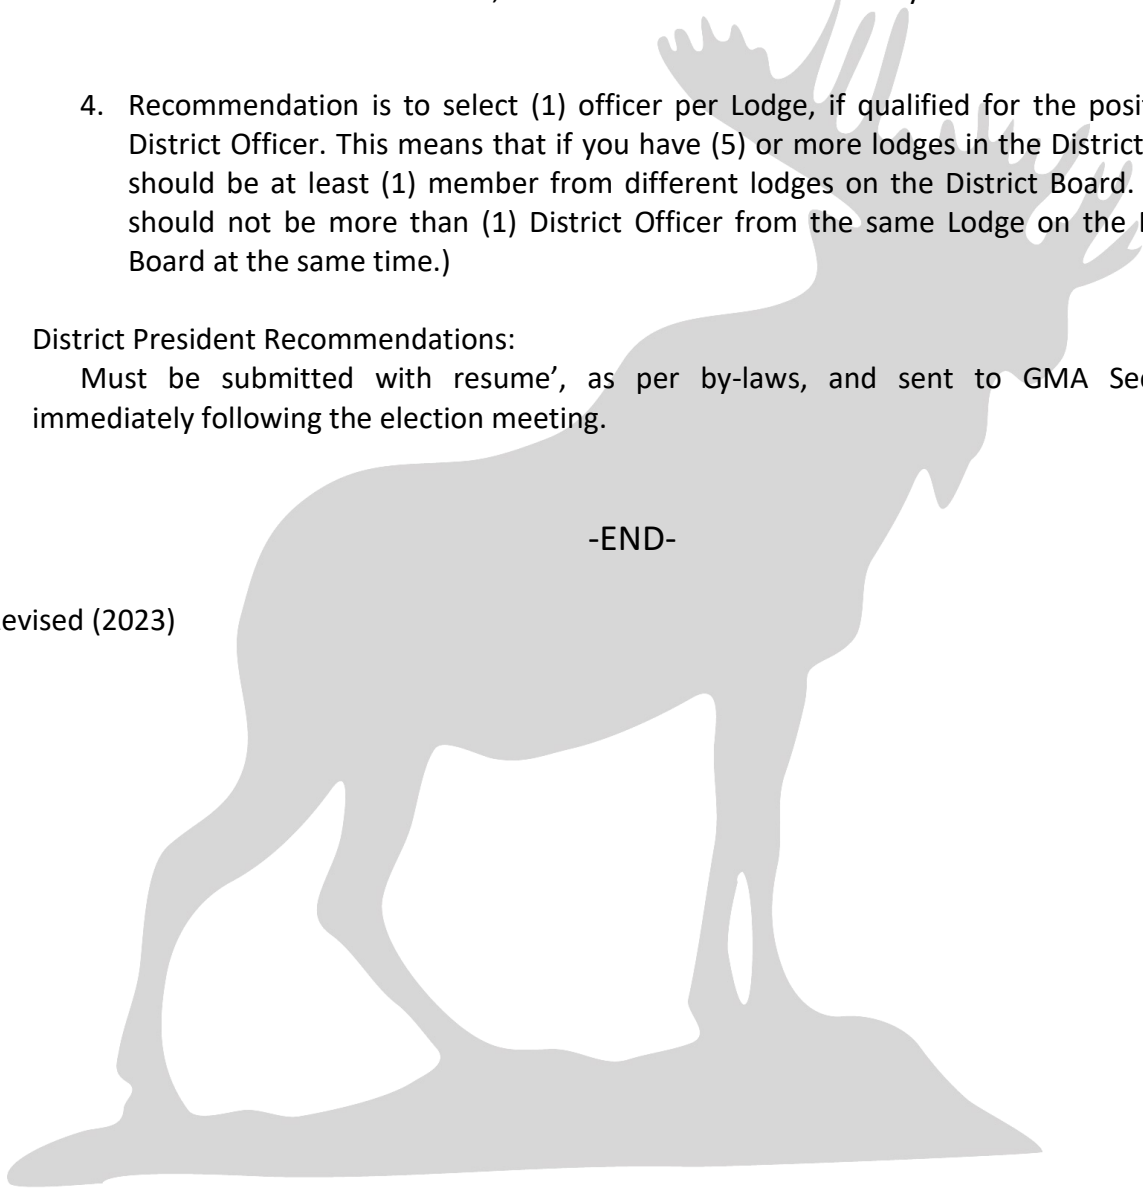 4. Recommendation is to select (1) officer per Lodge, if qualified for the
District Officer. This means that if you have (5) or more lodges in the District
should be at least (1) member from different lodges on the District Board.
should not be more than (1) District Officer from the same Lodge on the
Board at the same time.)
District President Recommendations:
Must be submitted with resume’, as per by-laws, and sent to GMA
immediately following the election meeting.
-END-
evised (2023)